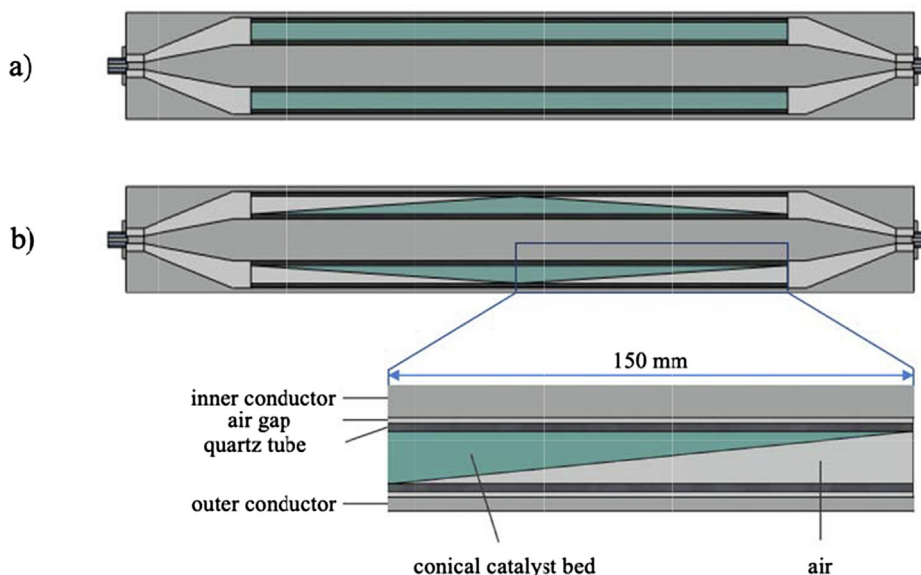 a)
b)
150 mm
inner conductor
air gap
quartz tube
outer conductor
conical catalyst bed
air